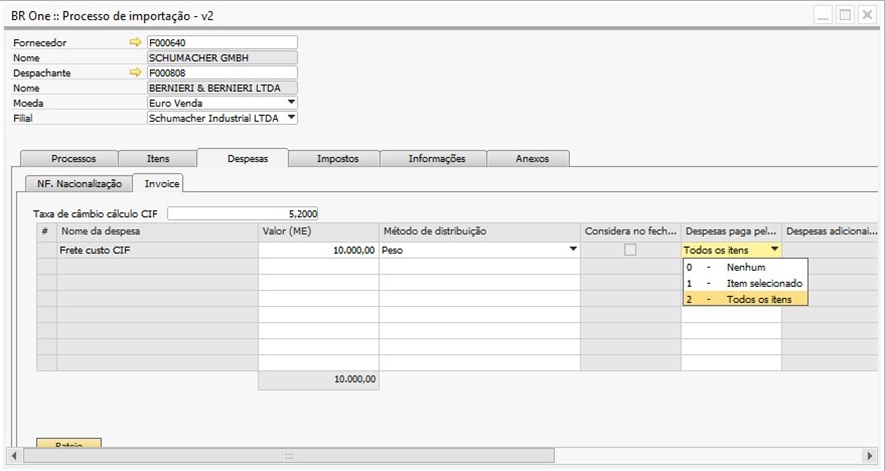 BR One :: Processo de importação - v2
Fornecedor F000640
Nome SCHUMACHER GMBH
Despachante F000808
Nome BERNIERI & BERNIERI LTDA
Moeda Euro Venda
Filial Schumacher Industrial LTDA
Processos Itens Despesas Impostos Informações Anexos
NF. Nacionalização Invoice
Taxa de câmbio cálculo CIF 5,2000
# Nome da despesa Valor (ME) Método de distribuição Considera no fech... Despesas paga pel... Despesas adicionai...
Frete custo CIF 10.000,00 Peso Todos os itens
0 - Nenhum
1 - Item selecionado
2 - Todos os itens
10.000,00
Rateio